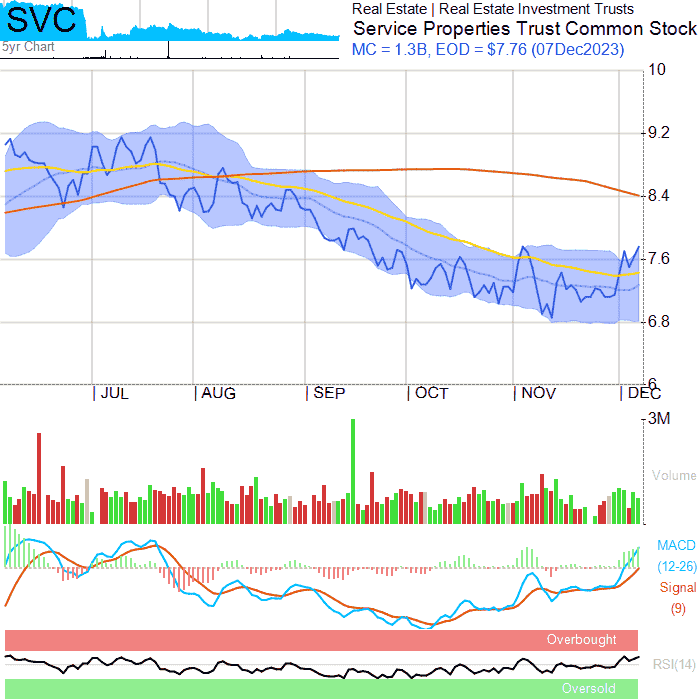 SVC
5yr Chart
Real Estate | Real Estate Investment Trusts
Service Properties Trust Common Stock
MC = 1.3B, EOD = $7.76 (07Dec2023)
10
9.2
8.4
7.6
6.8
6
JUL
AUG
SEP
OCT
NOV
DEC
3M
Volume
MACD
(12-26)
Signal
(9)
Overbought
RSI(14)
Oversold